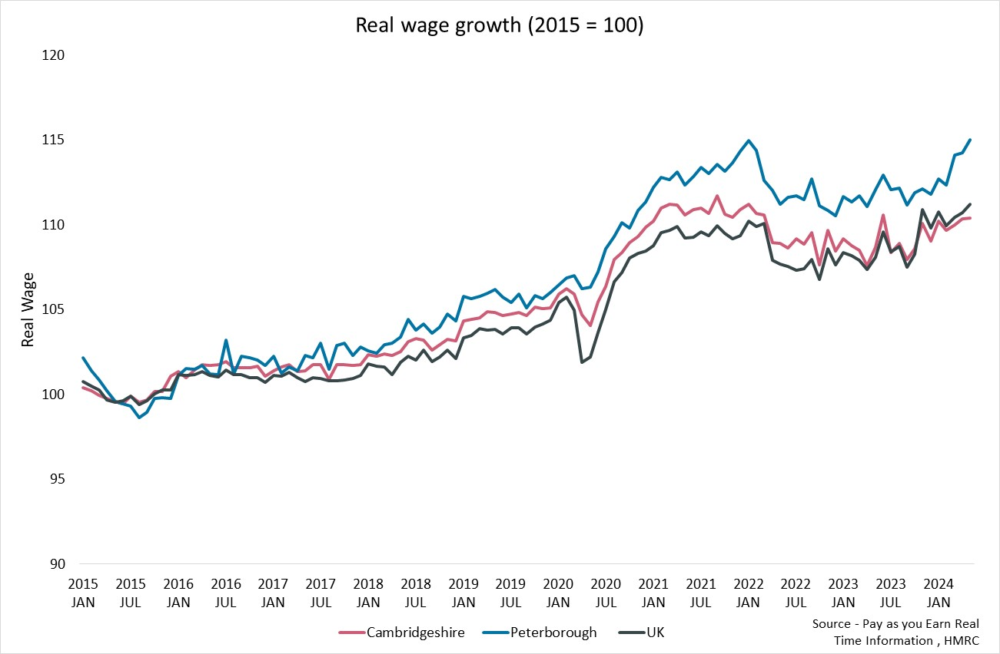 Real wage growth (2015 = 100)
120
115
110
105
100
95
90
Real Wage
2015 2015 2016 2016 2017 2017 2018 2018 2019 2019 2020 2020 2021 2021 2022 2022 2023 2023 2024
JAN JUL JAN JUL JAN JUL JAN JUL JAN JUL JAN JUL JAN JUL JAN JUL JAN JUL JAN
Cambridgeshire Peterborough UK
Source - Pay as you Earn Real
Time Information , HMRC